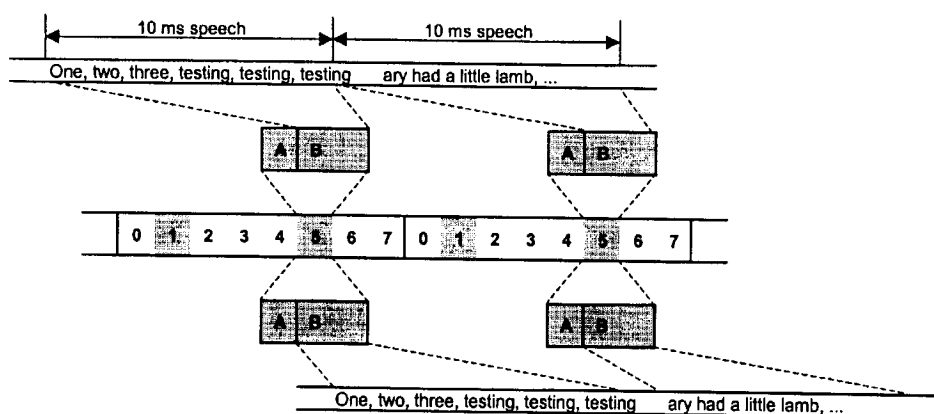 10 ms speech 10 ms speech
One, two, three, testing, testing, testing ary had a little lamb, ...
A B A B
0 1 2 3 4 5 6 7 0 1 2 3 4 5 6 7
A B A B
One, two, three, testing, testing, testing ary had a little lamb, ...